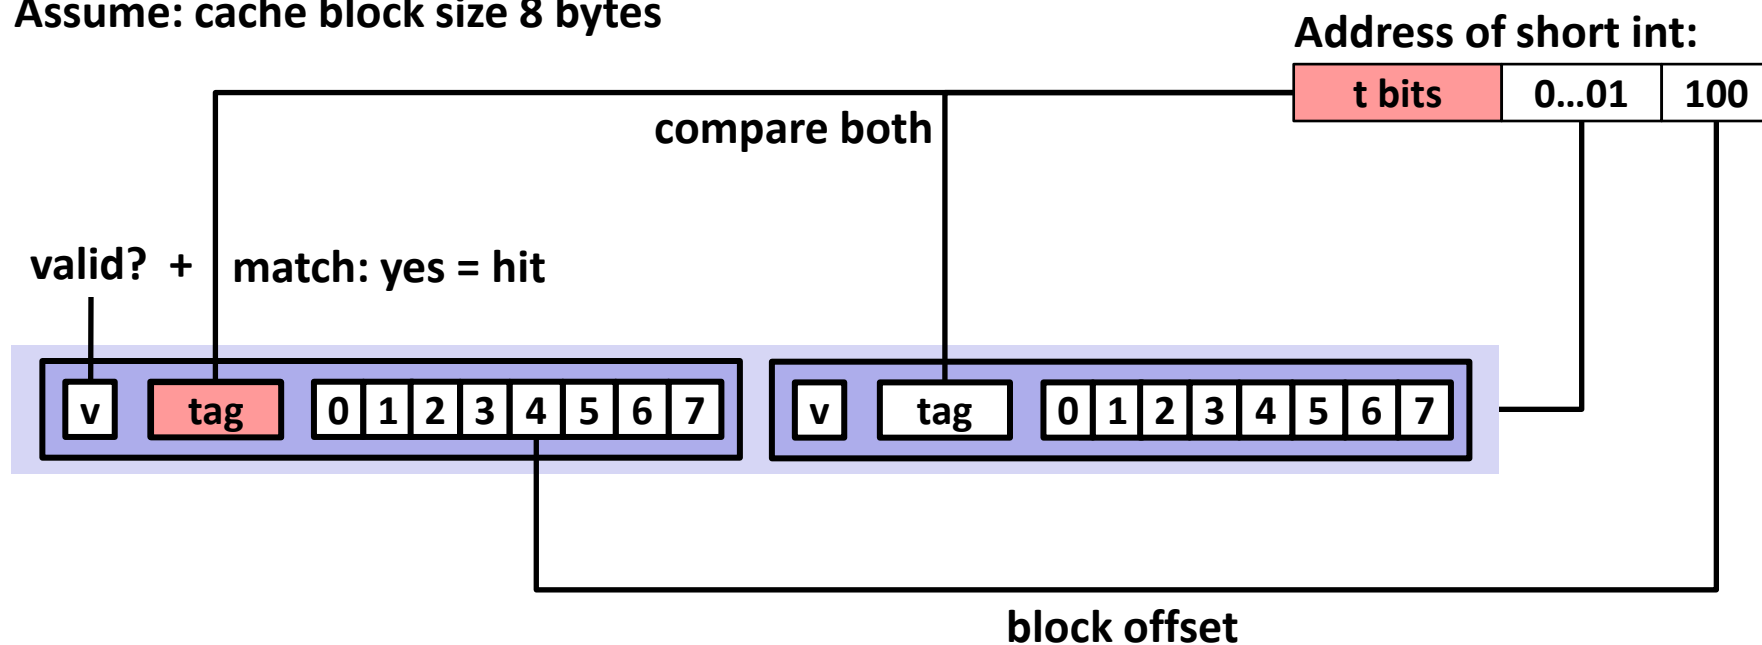 Assume: cache block size 8 bytes
Address of short int:
t bits 0...01 100
compare both
valid? + match: yes = hit
v tag 0 1 2 3 4 5 6 7 v tag 0 1 2 3 4 5 6 7
block offset